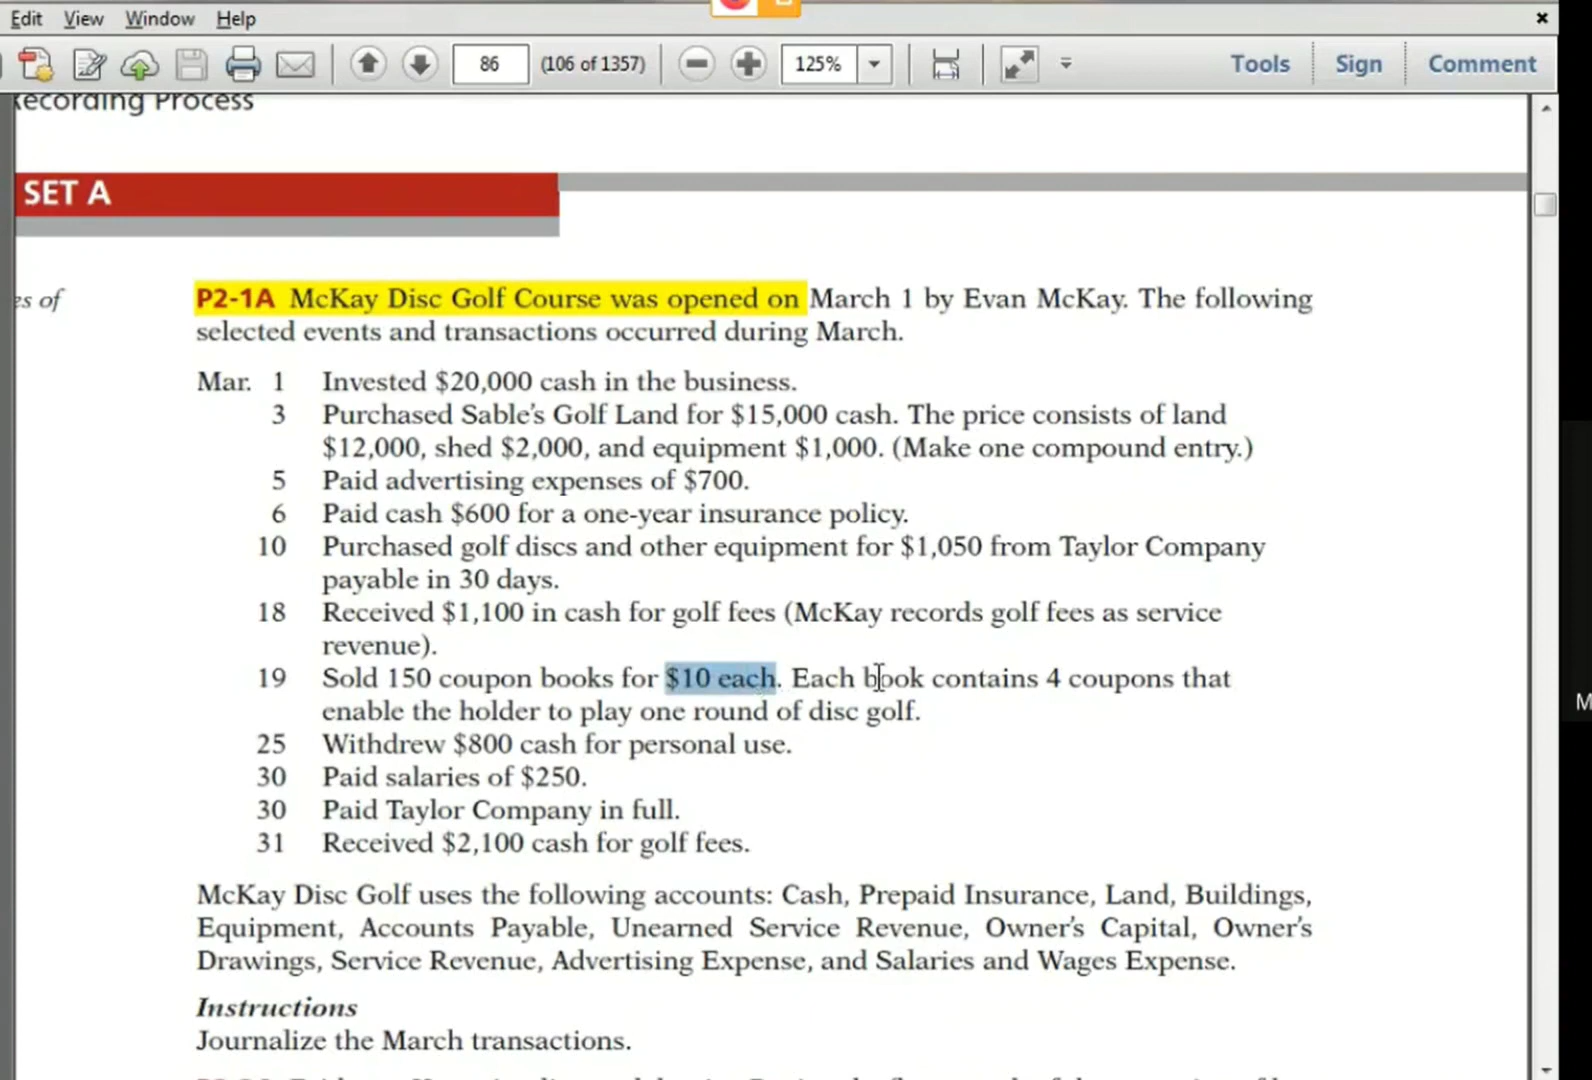 Edit View Window Help
86 (106 of 1357) 125% Tools Sign Comment
Recording Process
SET A
es of
P2-1A McKay Disc Golf Course was opened on March 1 by Evan McKay. The following
selected events and transactions occurred during March.
Mar. 1 Invested $20,000 cash in the business.
3 Purchased Sable's Golf Land for $15,000 cash. The price consists of land
$12,000, shed $2,000, and equipment $1,000. (Make one compound entry.)
5 Paid advertising expenses of $700.
6 Paid cash $600 for a one-year insurance policy.
10 Purchased golf discs and other equipment for $1,050 from Taylor Company
payable in 30 days.
18 Received $1,100 in cash for golf fees (McKay records golf fees as service
revenue).
19 Sold 150 coupon books for $10 each. Each book contains 4 coupons that
enable the holder to play one round of disc golf.
25 Withdrew $800 cash for personal use.
30 Paid salaries of $250.
30 Paid Taylor Company in full.
31 Received $2,100 cash for golf fees.
McKay Disc Golf uses the following accounts: Cash, Prepaid Insurance, Land, Buildings,
Equipment, Accounts Payable, Unearned Service Revenue, Owner's Capital, Owner's
Drawings, Service Revenue, Advertising Expense, and Salaries and Wages Expense.
Instructions
Journalize the March transactions.
M